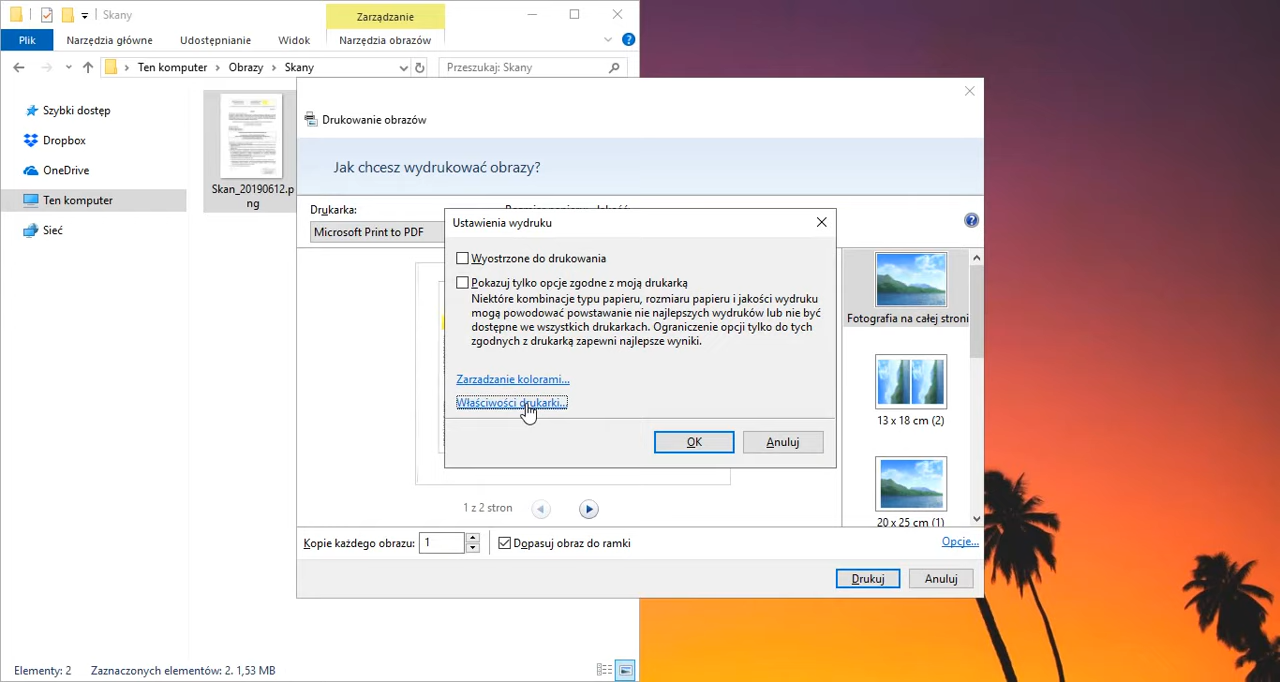 Skany
Zarządzanie
Plik
Narzędzia główne
Udostępnianie
Widok
Narzędzia obrazów
Ten komputer
Obrazy
Skany
Przeszukaj: Skany
Szybki dostęp
Dropbox
OneDrive
Ten komputer
Sieć
Skan_20190612.p
ng
Drukowanie obrazów
Jak chcesz wydrukować obrazy?
Drukarka:
Microsoft Print to PDF
Ustawienia wydruku
Wyostrzone do drukowania
Pokazuj tylko opcje zgodne z moją drukarką
Niektóre kombinacje typu papieru, rozmiaru papieru i jakości wydruku
mogą powodować powstawanie nie najlepszych wydruków lub nie być
dostępne we wszystkich drukarkach. Ograniczenie opcji tylko do tych
zgodnych z drukarką zapewni najlepsze wyniki.
Zarzadzanie kolorami...
Właściwości drukarki...
OK
Anuluj
Fotografia na całej stroni
13 x 18 cm (2)
20 x 25 cm (1)
1 z 2 stron
Kopie każdego obrazu:
1
Dopasuj obraz do ramki
Opcje...
Drukuj
Anuluj
Elementy: 2
Zaznaczonych elementów: 2. 1,53 MB